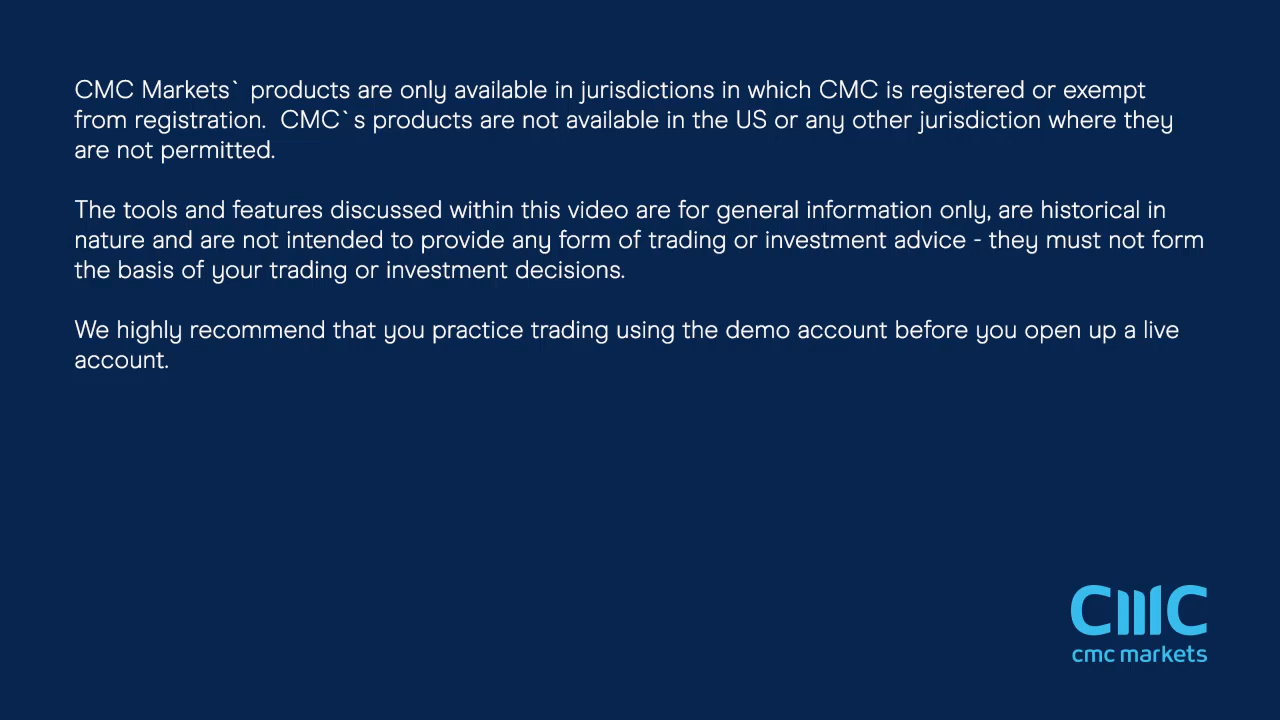 CMC Markets` products are only available in jurisdictions in which CMC is registered or exempt
from registration.  CMC`s products are not available in the US or any other jurisdiction where they
are not permitted.
The tools and features discussed within this video are for general information only, are historical in
nature and are not intended to provide any form of trading or investment advice - they must not form
the basis of your trading or investment decisions.
We highly recommend that you practice trading using the demo account before you open up a live
account.
CMC
cmc markets